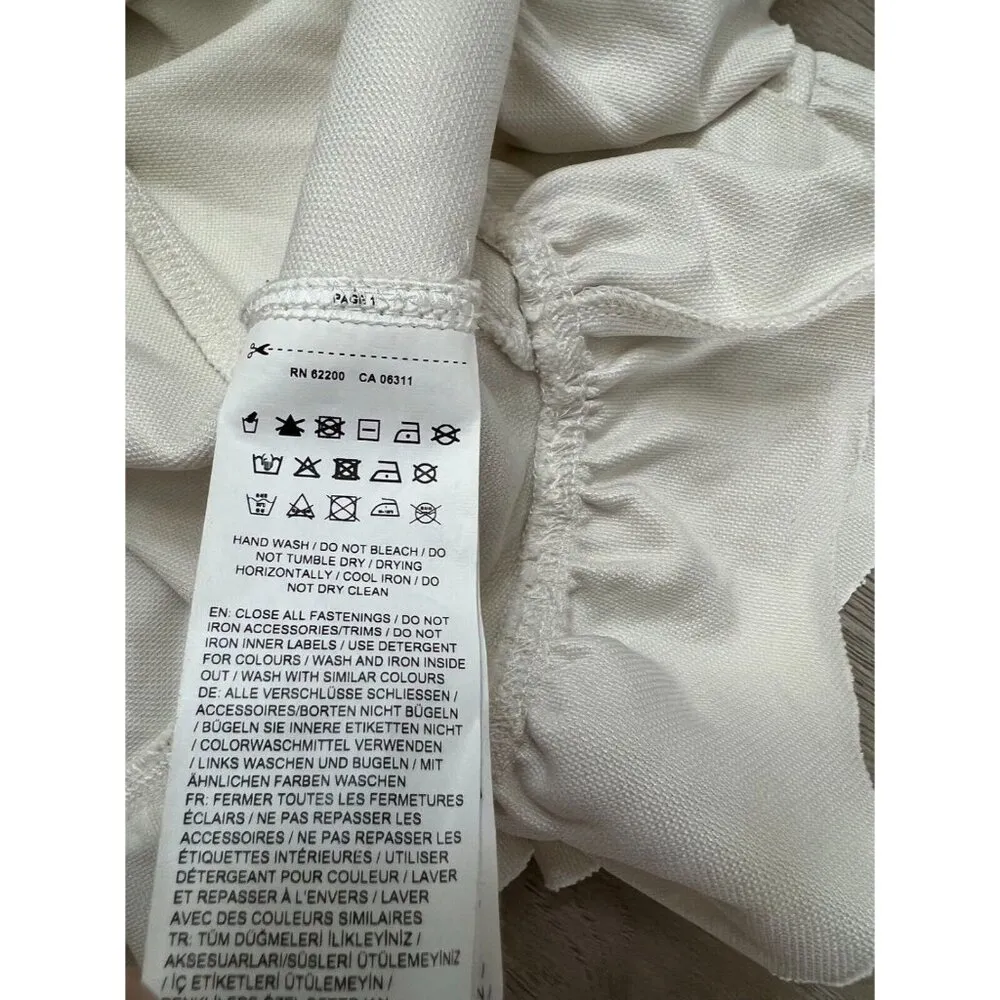 PAGE 1
RN 62200 CA 06311
HAND WASH / DO NOT BLEACH / DO
NOT TUMBLE DRY / DRYING
HORIZONTALLY / COOL IRON / DO
NOT DRY CLEAN
EN: CLOSE ALL FASTENINGS / DO NOT
IRON ACCESSORIES/TRIMS / DO NOT
IRON INNER LABELS / USE DETERGENT
FOR COLOURS / WASH AND IRON INSIDE
OUT / WASH WITH SIMILAR COLOURS
DE: ALLE VERSCHLÜSSE SCHLIESSEN /
ACCESSOIRES/BORTEN NICHT BÜGELN
/ BÜGELN SIE INNERE ETIKETTEN NICHT
/ COLORWASCHMITTEL VERWENDEN
/ LINKS WASCHEN UND BUGELN / MIT
ÄHNLICHEN FARBEN WASCHEN
FR: FERMER TOUTES LES FERMETURES
ÉCLAIRS / NE PAS REPASSER LES
ACCESSOIRES / NE PAS REPASSER LES
ÉTIQUETTES INTÉRIEURES / UTILISER
DÉTERGEANT POUR COULEUR / LAVER
ET REPASSER À L'ENVERS / LAVER
AVEC DES COULEURS SIMILAIRES
TR: TÜM DÜĞMELERİ İLİKLEYİNİZ /
AKSESUARLARI/SÜSLERİ ÜTÜLEMEYİNİZ
/ İÇ ETİKETLERİ ÜTÜLEMEYİN /